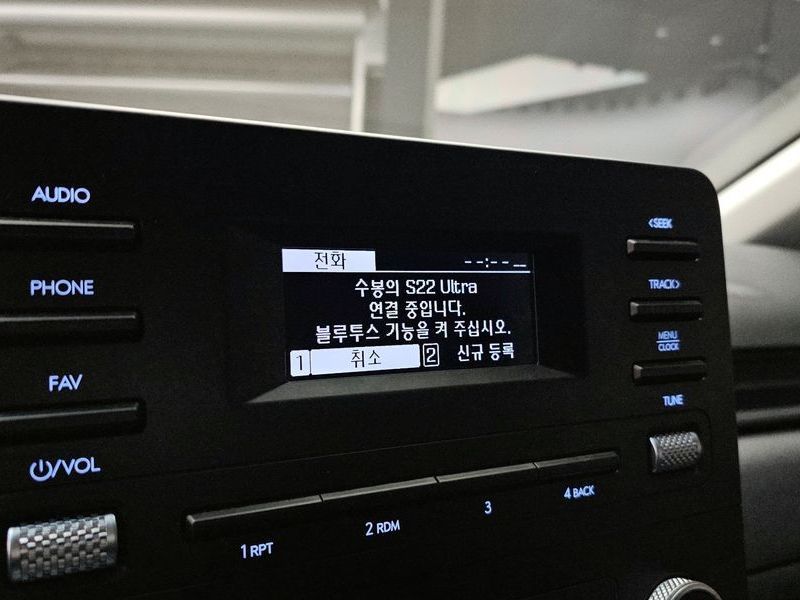 AUDIO
PHONE
FAV
/VOL
전화
--:--
수봉의 S22 Ultra
연결 중입니다.
블루투스 기능을 켜 주십시오.
1 취소 2 신규 등록
<SEEK
TRACK>
MENU
CLOCK
TUNE
1 RPT
2 RDM
3
4 BACK